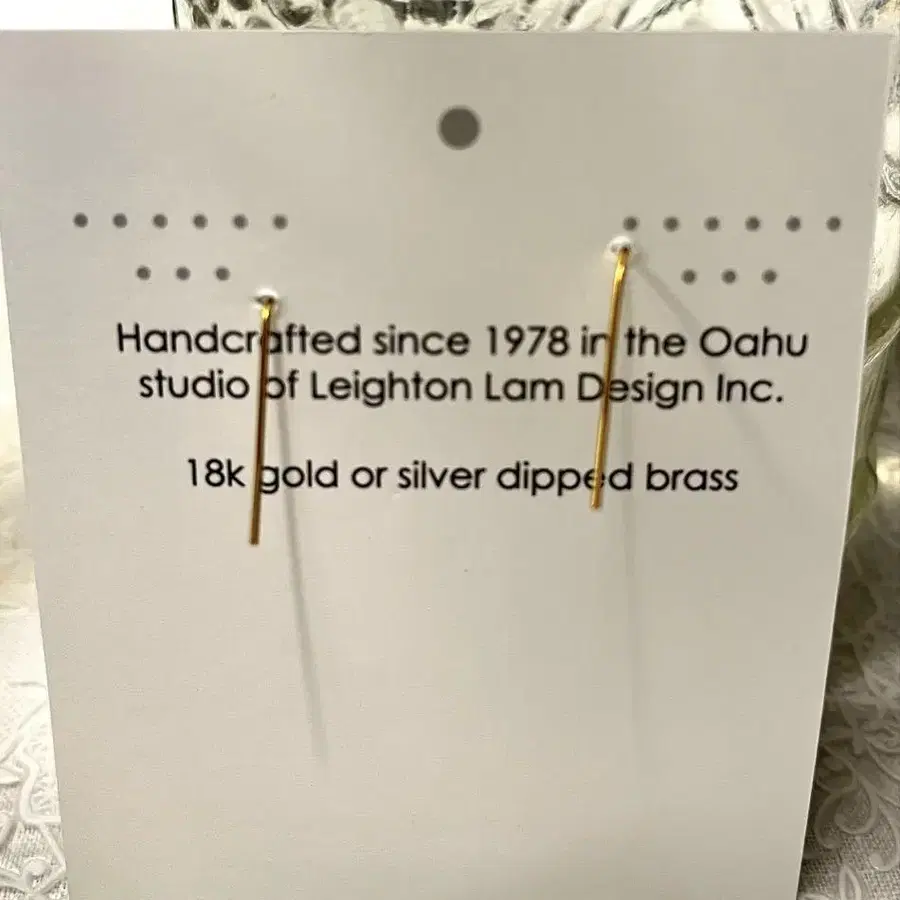 Handcrafted since 1978 in the Oahu
studio of Leighton Lam Design Inc.
18k gold or silver dipped brass